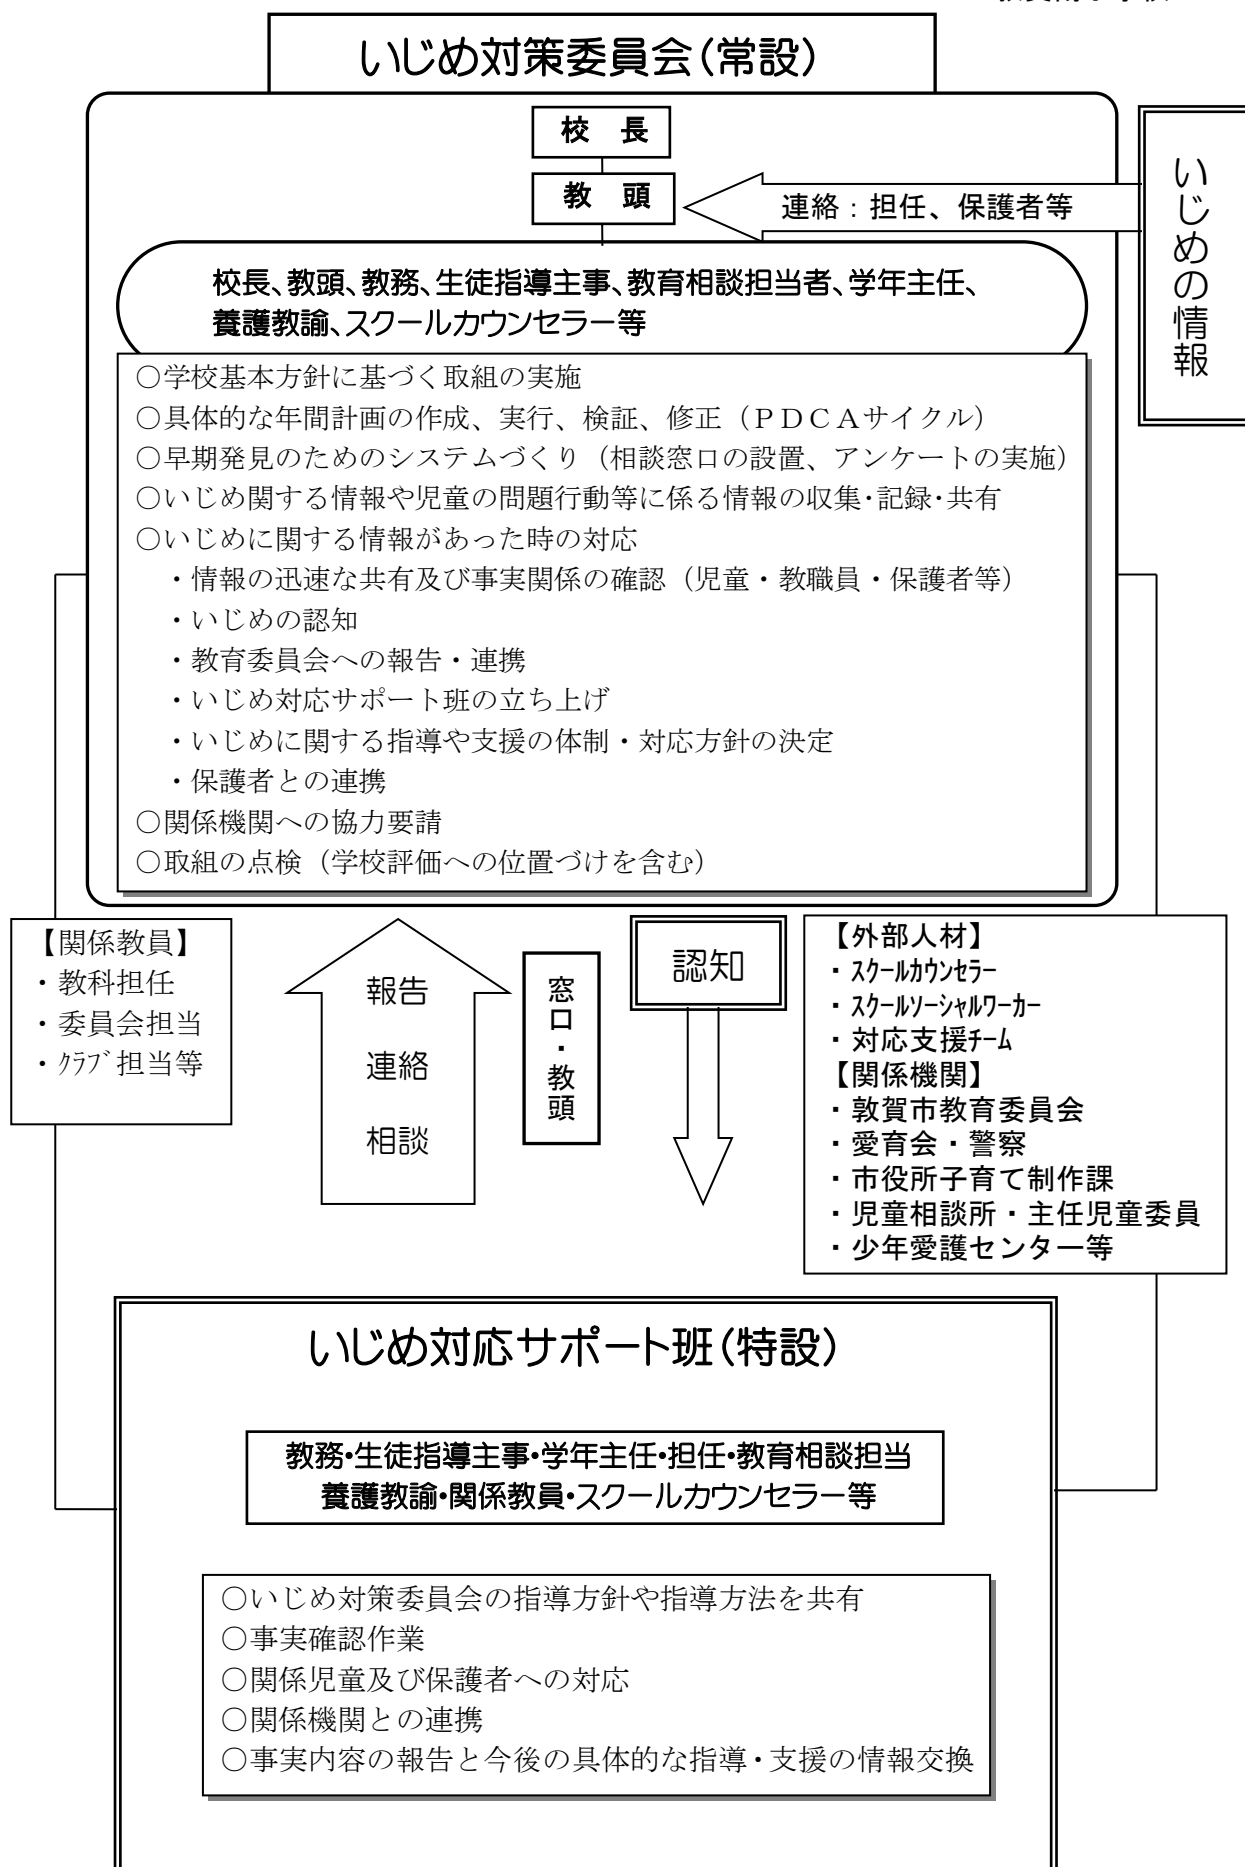 いじめ対策委員会(常設)
校　長
教　頭
連絡：担任、保護者等
いじめの情報
校長、教頭、教務、生徒指導主事、教育相談担当者、学年主任、
養護教諭、スクールカウンセラー等
○学校基本方針に基づく取組の実施
○具体的な年間計画の作成、実行、検証、修正（ＰＤＣＡサイクル）
○早期発見のためのシステムづくり（相談窓口の設置、アンケートの実施）
○いじめ関する情報や児童の問題行動等に係る情報の収集・記録・共有
○いじめに関する情報があった時の対応
・情報の迅速な共有及び事実関係の確認（児童・教職員・保護者等）
・いじめの認知
・教育委員会への報告・連携
・いじめ対応サポート班の立ち上げ
・いじめに関する指導や支援の体制・対応方針の決定
・保護者との連携
○関係機関への協力要請
○取組の点検（学校評価への位置づけを含む）
【関係教員】
・教科担任
・委員会担当
・ｸﾗﾌﾞ担当等
報告
連絡
相談
窓口・教頭
認知
【外部人材】
・ｽｸｰﾙｶｳﾝｾﾗｰ
・ｽｸｰﾙｿｰｼｬﾙﾜｰｶｰ
・対応支援ﾁｰﾑ
【関係機関】
・敦賀市教育委員会
・愛育会・警察
・市役所子育て制作課
・児童相談所・主任児童委員
・少年愛護センター等
いじめ対応サポート班(特設)
教務・生徒指導主事・学年主任・担任・教育相談担当
養護教諭・関係教員・スクールカウンセラー等
○いじめ対策委員会の指導方針や指導方法を共有
○事実確認作業
○関係児童及び保護者への対応
○関係機関との連携
○事実内容の報告と今後の具体的な指導・支援の情報交換